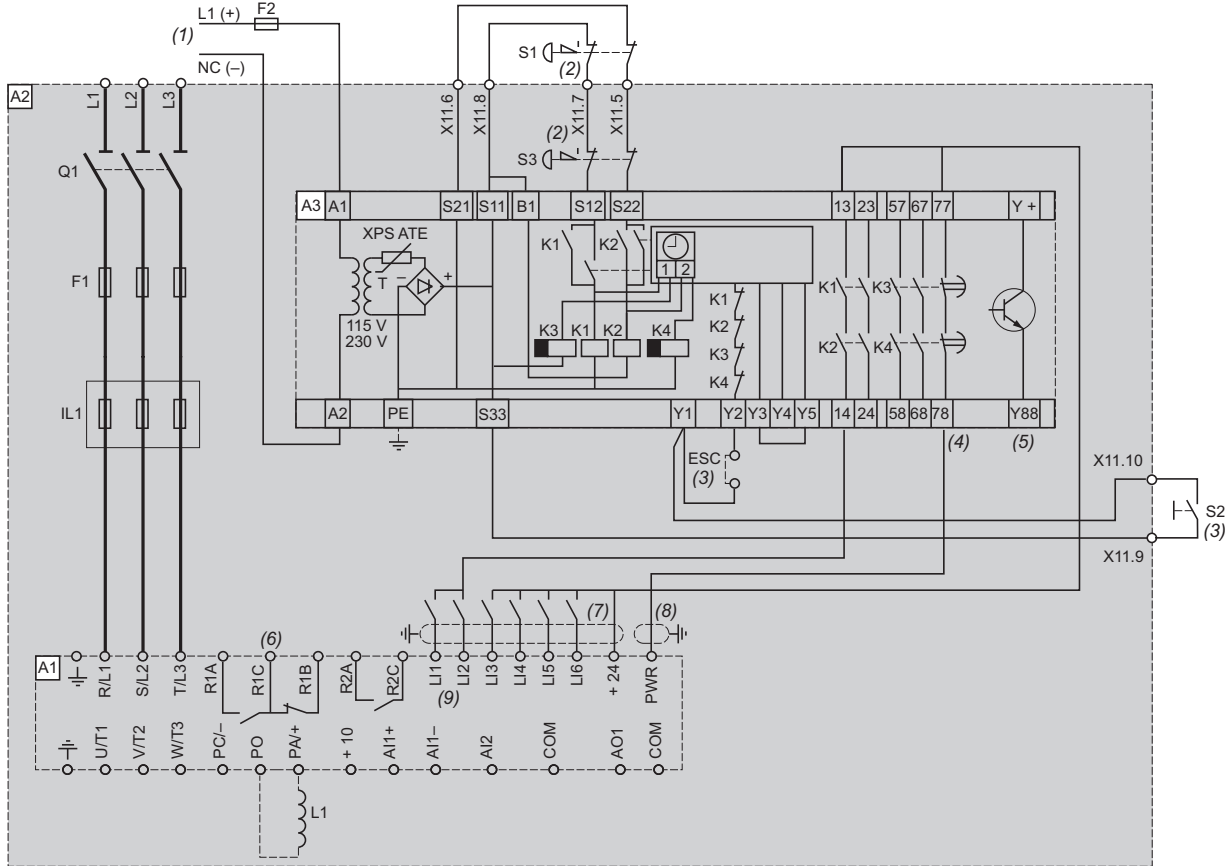 L1 (+) F2
(1)
NC (–)
S1
(2)
A2
L1 L2 L3
X11.6 X11.8 X11.7 X11.5
(2)
S3
Q1
A3 A1 S21 S11 B1 S12 S22 13 23 57 67 77 Y +
XPS ATE
K1 K2
1 2
T – +
F1
115 V
230 V
K3 K1 K2 K4
K1
K2
K3
K4
K1 K3
K2 K4
IL1
A2 PE S33 Y1 Y2 Y3 Y4 Y5 14 24 58 68 78 Y88
(4) (5)
ESC
(3)
X11.10
S2
(3)
X11.9
(7) (8)
(6)
A1
R/L1 S/L2 T/L3 R1A R1C R1B R2A R2C LI1 LI2 LI3 LI4 LI5 LI6 + 24 PWR
(9)
U/T1 V/T2 W/T3 PC/– PO PA/+ + 10 AI1+ AI1– AI2 COM AO1 COM
L1